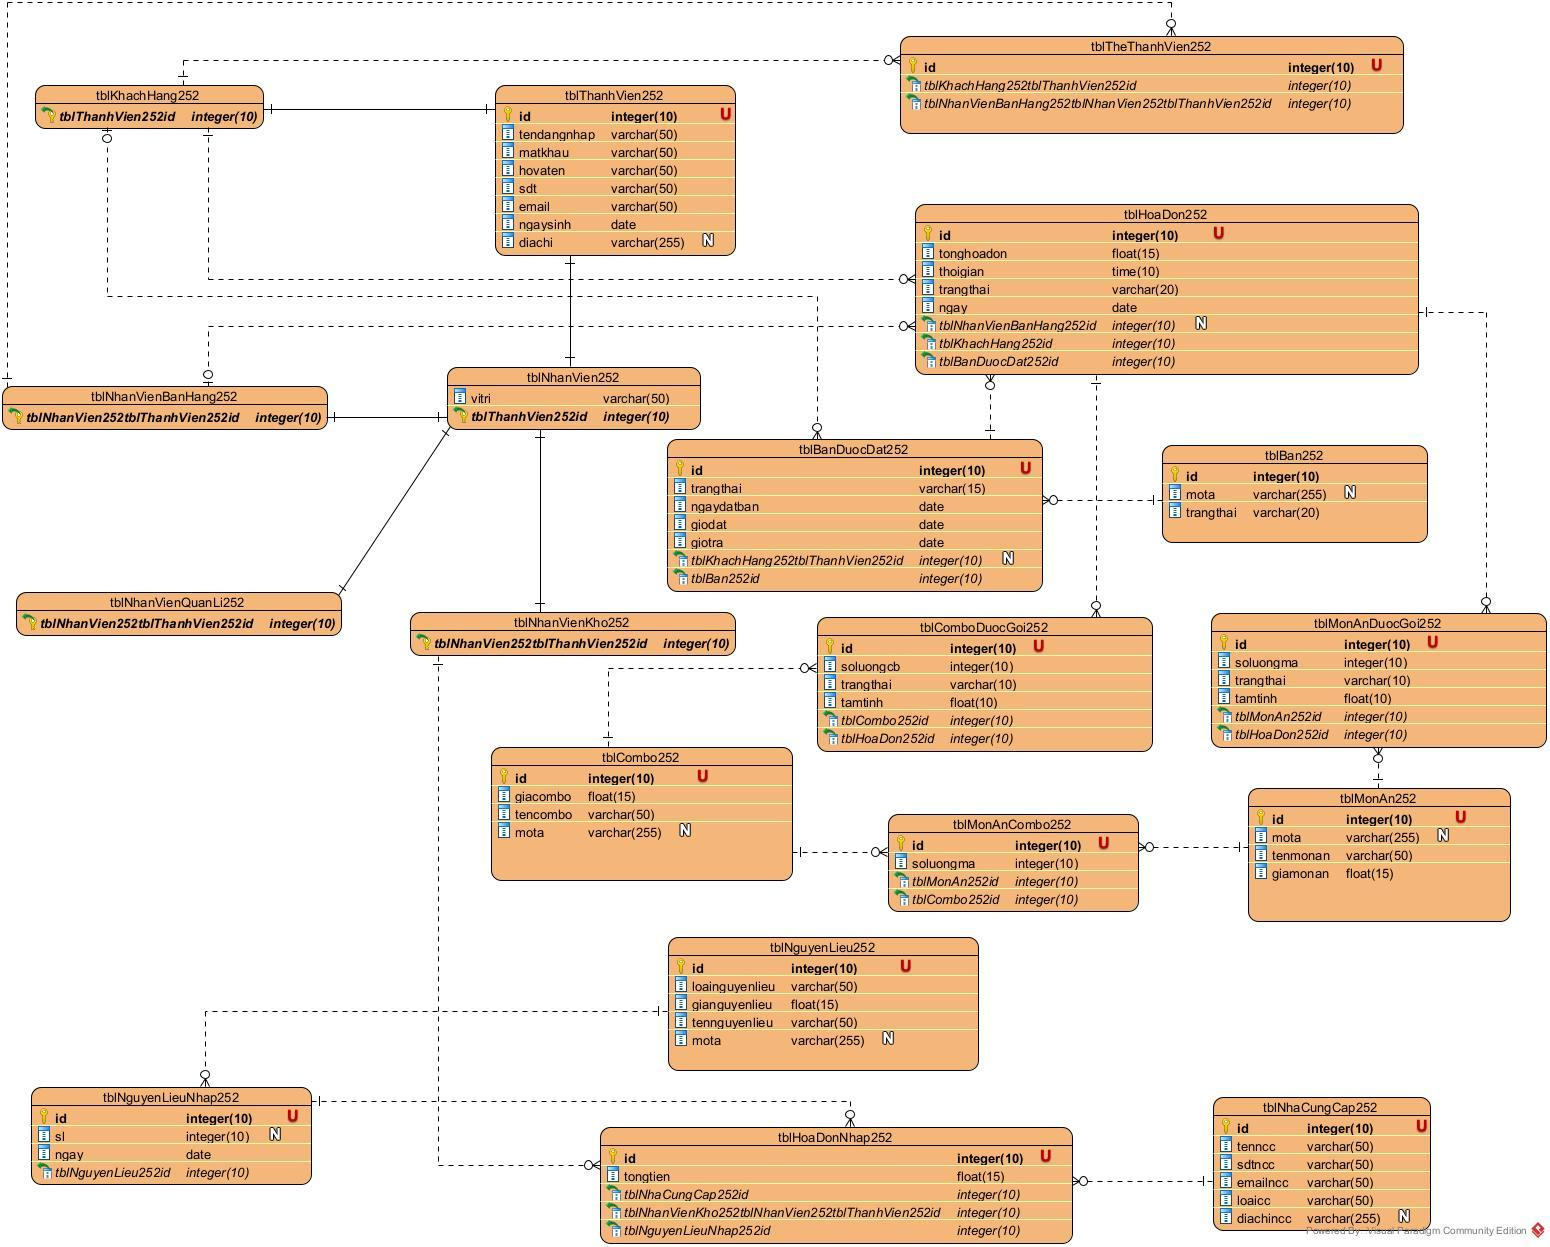 tblTheThanhVien252
id integer(10) U
tblKhachHang252tblThanhVien252id integer(10)
tblNhanVienBanHang252tblNhanVien252tblThanhVien252id integer(10)
tblKhachHang252
tblThanhVien252id integer(10)
tblThanhVien252
id integer(10) U
tendangnhap varchar(50)
matkhau varchar(50)
hovaten varchar(50)
sdt varchar(50)
email varchar(50)
ngaysinh date
diachi varchar(255) N
tblHoaDon252
id integer(10) U
tonghoadon float(15)
thoigian time(10)
trangthai varchar(20)
ngay date
tblNhanVienBanHang252id integer(10) N
tblKhachHang252id integer(10)
tblBanDuocDat252id integer(10)
tblNhanVienBanHang252
tblNhanVien252tblThanhVien252id integer(10)
tblNhanVien252
vitri varchar(50)
tblThanhVien252id integer(10)
tblBanDuocDat252
id integer(10) U
trangthai varchar(15)
ngaydatban date
giodat date
giotra date
tblKhachHang252tblThanhVien252id integer(10) N
tblBan252id integer(10)
tblBan252
id integer(10)
mota varchar(255) N
trangthai varchar(20)
tblNhanVienQuanLi252
tblNhanVien252tblThanhVien252id integer(10)
tblNhanVienKho252
tblNhanVien252tblThanhVien252id integer(10)
tblComboDuocGoi252
id integer(10) U
soluongcb integer(10)
trangthai varchar(10)
tamtinh float(10)
tblCombo252id integer(10)
tblHoaDon252id integer(10)
tblMonAnDuocGoi252
id integer(10) U
soluongma integer(10)
trangthai varchar(10)
tamtinh float(10)
tblMonAn252id integer(10)
tblHoaDon252id integer(10)
tblCombo252
id integer(10) U
giacombo float(15)
tencombo varchar(50)
mota varchar(255) N
tblMonAnCombo252
id integer(10) U
soluongma integer(10)
tblMonAn252id integer(10)
tblCombo252id integer(10)
tblMonAn252
id integer(10) U
mota varchar(255) N
tenmonan varchar(50)
giamonan float(15)
tblNguyenLieu252
id integer(10) U
loainguyenlieu varchar(50)
gianguyenlieu float(15)
tennguyenlieu varchar(50)
mota varchar(255) N
tblNguyenLieuNhap252
id integer(10) U
sl integer(10) N
ngay date
tblNguyenLieu252id integer(10)
tblHoaDonNhap252
id integer(10) U
tongtien float(15)
tblNhaCungCap252id integer(10)
tblNhanVienKho252tblNhanVien252tblThanhVien252id integer(10)
tblNguyenLieuNhap252id integer(10)
tblNhaCungCap252
id integer(10) U
tenncc varchar(50)
sdtncc varchar(50)
emailncc varchar(50)
loaicc varchar(50)
diachincc varchar(255) N
Powered By Visual Paradigm Community Edition